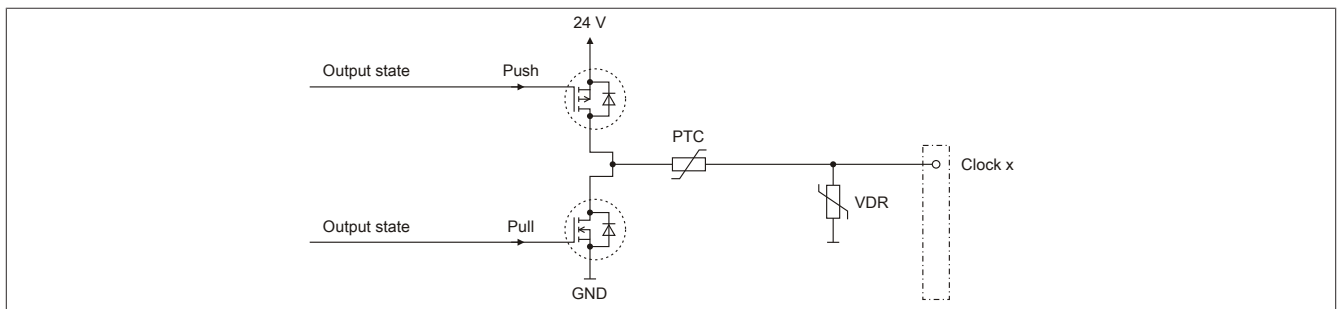 24 V
Output state
Push
PTC
Clock x
VDR
Output state
Pull
GND